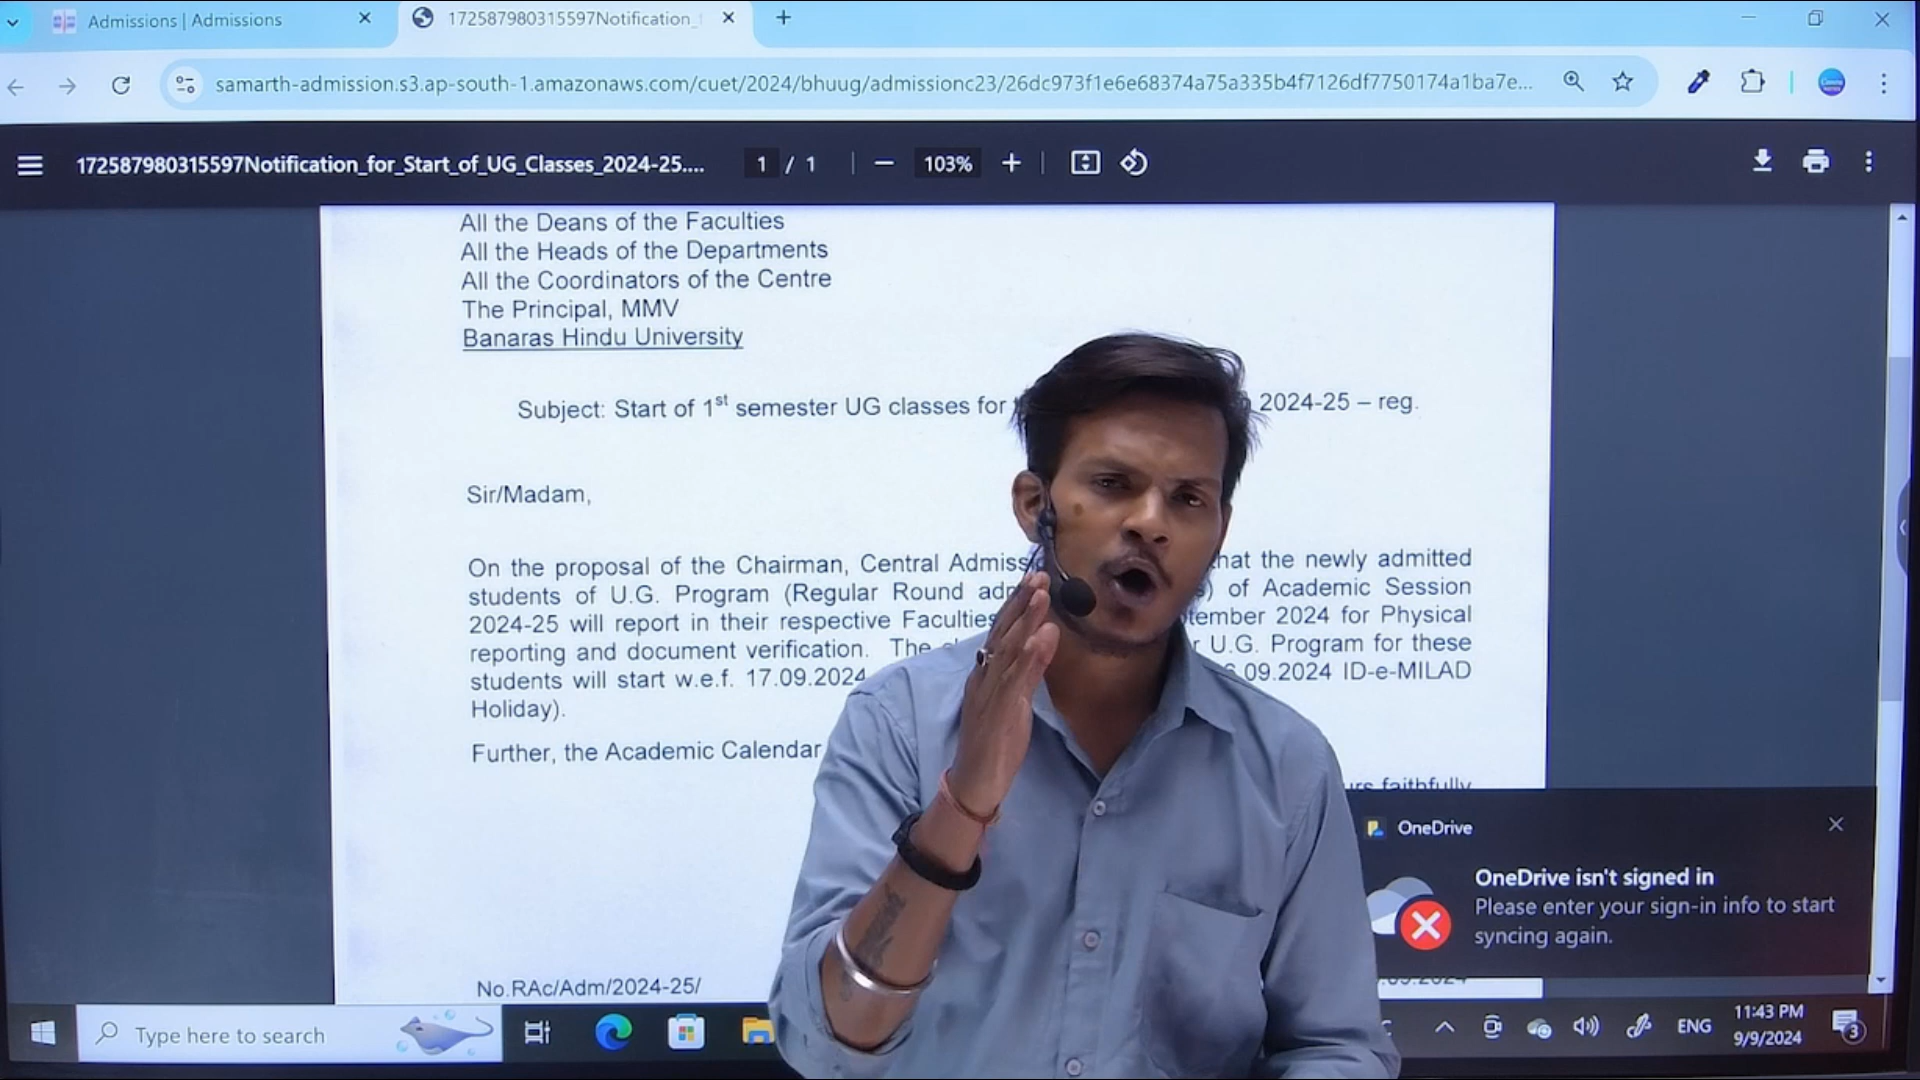 Admissions | Admissions
172587980315597Notification_
samarth-admission.s3.ap-south-1.amazonaws.com/cuet/2024/bhuug/admissionc23/26dc973f1e6e68374a75a335b4f7126df7750174a1ba7e...
172587980315597Notification_for_Start_of_UG_Classes_2024-25....
1 / 1
103%
All the Deans of the Faculties
All the Heads of the Departments
All the Coordinators of the Centre
The Principal, MMV
Banaras Hindu University
Subject: Start of 1st semester UG classes for 2024-25 – reg.
Sir/Madam,
On the proposal of the Chairman, Central the newly admitted
students of U.G. Program (Regular Round of Academic Session
2024-25 will report in their respective Faculties 2024 for Physical
reporting and document verification. The U.G. Program for these
students will start w.e.f. 17.09.2024 .09.2024 ID-e-MILAD
Holiday).
Further, the Academic Calendar
faithfully
No.RAc/Adm/2024-25/
OneDrive
OneDrive isn't signed in
Please enter your sign-in info to start
syncing again.
Type here to search
ENG
11:43 PM
9/9/2024
3